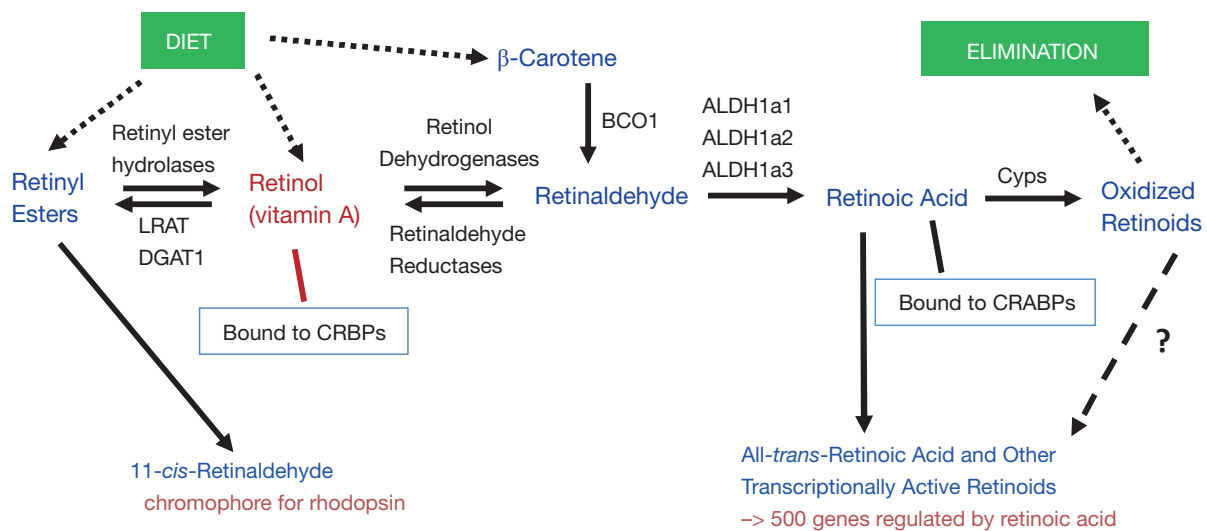 DIET
ELIMINATION
β-Carotene
Retinyl ester
hydrolases
Retinol
Dehydrogenases
BCO1
ALDH1a1
ALDH1a2
ALDH1a3
Retinyl
Esters
Retinol
(vitamin A)
Retinaldehyde
Retinoic Acid
Cyps
Oxidized
Retinoids
LRAT
DGAT1
Retinaldehyde
Reductases
Bound to CRBPs
Bound to CRABPs
?
11-cis-Retinaldehyde
chromophore for rhodopsin
All-trans-Retinoic Acid and Other
Transcriptionally Active Retinoids
–> 500 genes regulated by retinoic acid